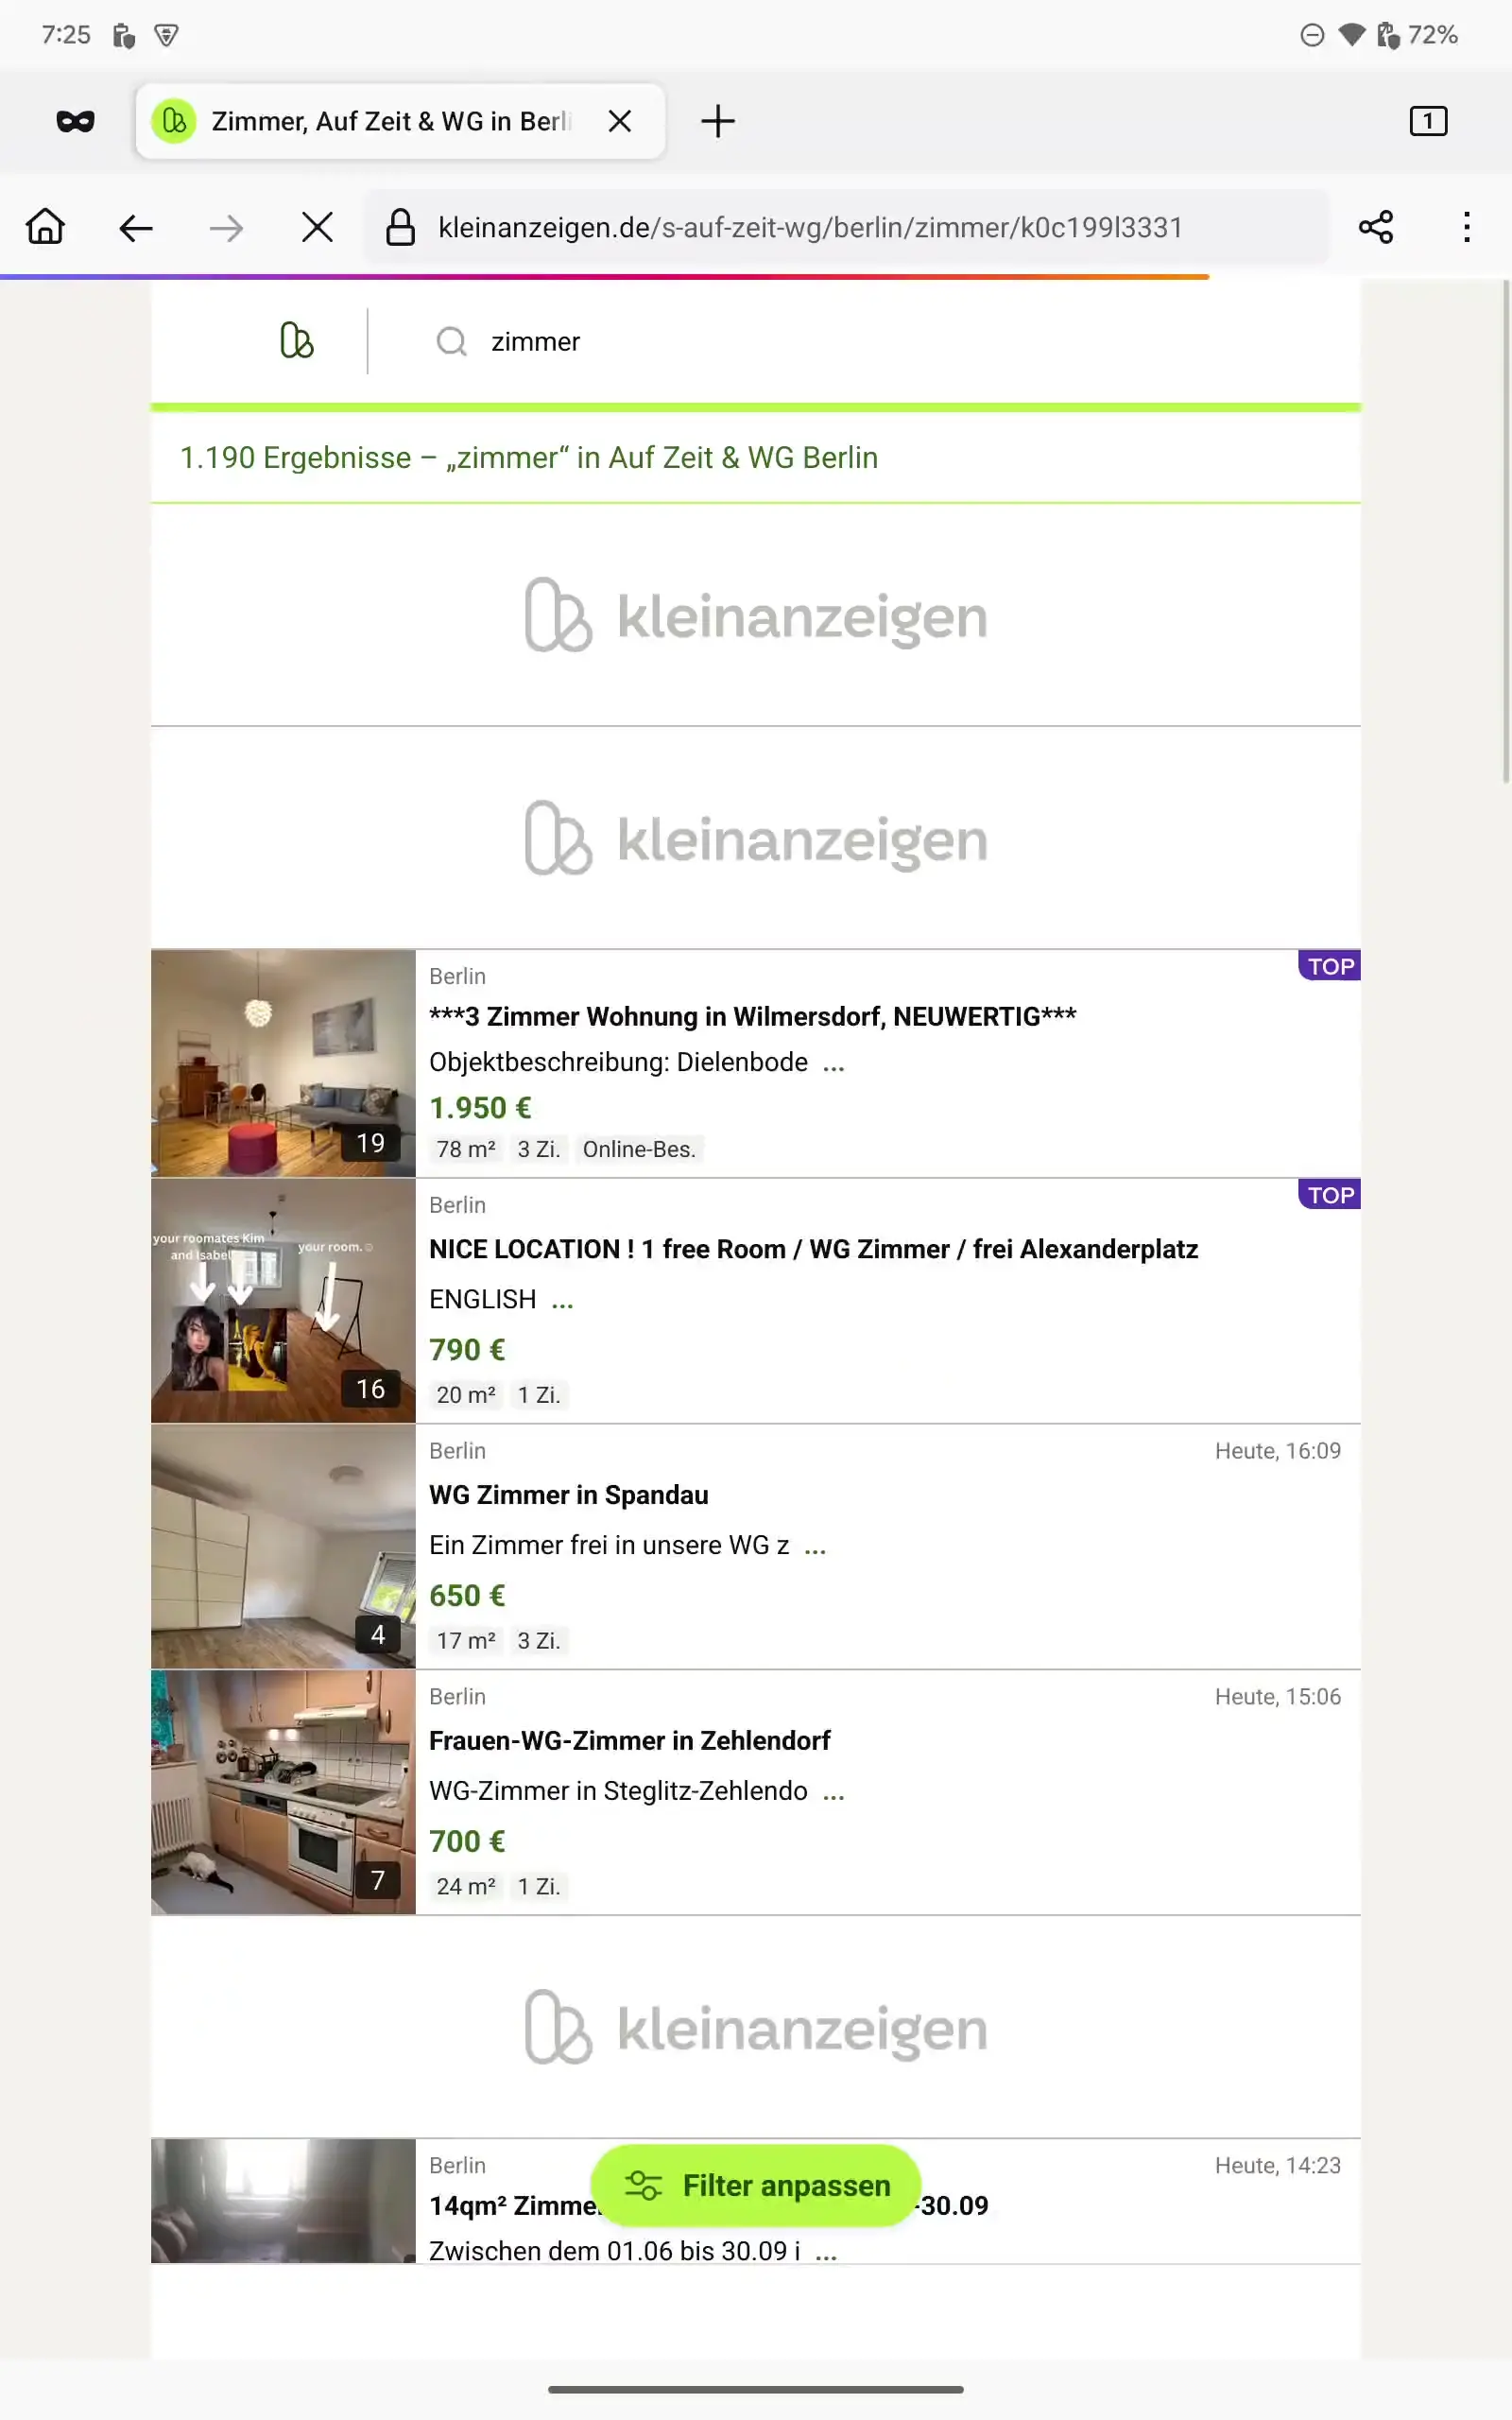 7:25
72%
Zimmer, Auf Zeit & WG in Berli
1
kleinanzeigen.de/s-auf-zeit-wg/berlin/zimmer/k0c199l3331
zimmer
1.190 Ergebnisse – „zimmer“ in Auf Zeit & WG Berlin
kleinanzeigen
kleinanzeigen
Berlin
TOP
***3 Zimmer Wohnung in Wilmersdorf, NEUWERTIG***
Objektbeschreibung: Dielenbode ...
1.950 €
19
78 m² 3 Zi. Online-Bes.
Berlin
TOP
your roomates Kim
and Isabel
your room.
NICE LOCATION ! 1 free Room / WG Zimmer / frei Alexanderplatz
ENGLISH ...
790 €
16
20 m² 1 Zi.
Berlin
Heute, 16:09
WG Zimmer in Spandau
Ein Zimmer frei in unsere WG z ...
650 €
4
17 m² 3 Zi.
Berlin
Heute, 15:06
Frauen-WG-Zimmer in Zehlendorf
WG-Zimmer in Steglitz-Zehlendo ...
700 €
7
24 m² 1 Zi.
kleinanzeigen
Berlin
Heute, 14:23
Filter anpassen
14qm² Zimme -30.09
Zwischen dem 01.06 bis 30.09 i ...